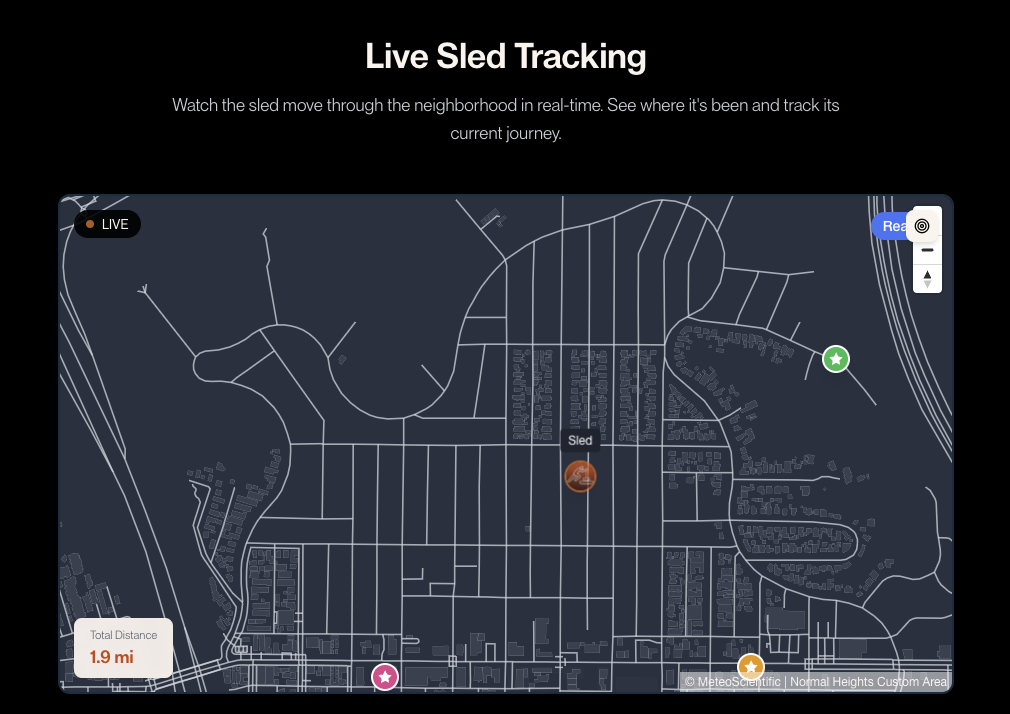 Live Sled Tracking
Watch the sled move through the neighborhood in real-time. See where it's been and track its
current journey.
LIVE
Sled
Total Distance
1.9 mi
© MeteoScientific | Normal Heights Custom Area